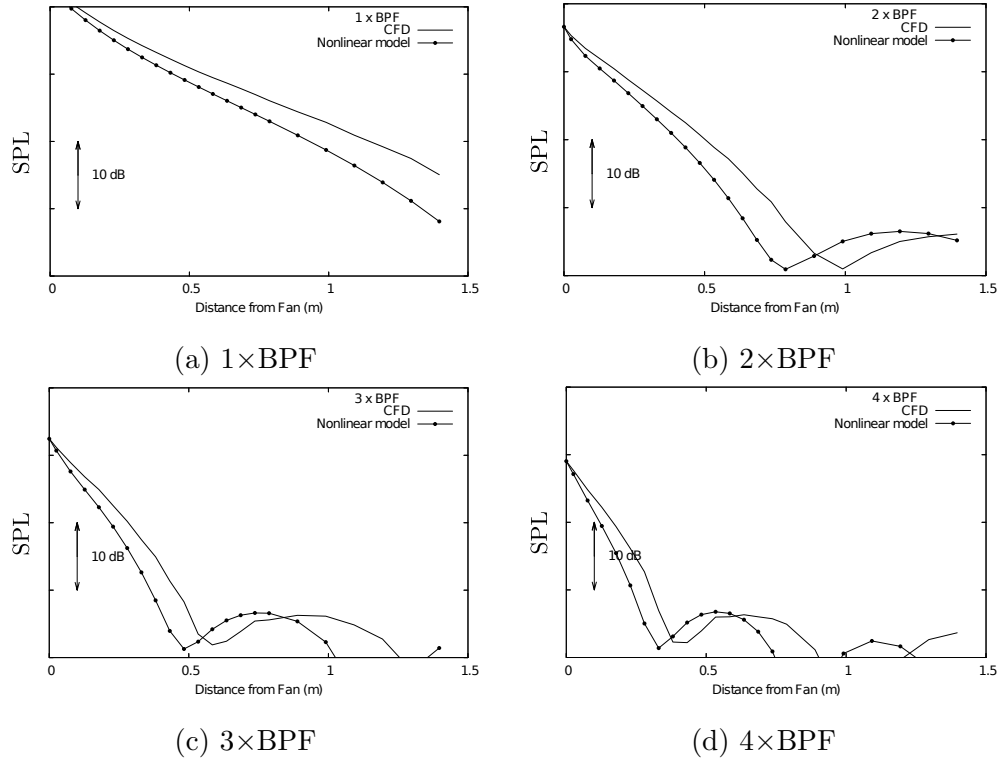 1 x BPF
CFD
Nonlinear model
SPL
10 dB
0
0.5
1
1.5
Distance from Fan (m)
(a) 1×BPF
2 x BPF
CFD
Nonlinear model
SPL
10 dB
0
0.5
1
1.5
Distance from Fan (m)
(b) 2×BPF
3 x BPF
CFD
Nonlinear model
SPL
10 dB
0
0.5
1
1.5
Distance from Fan (m)
(c) 3×BPF
4 x BPF
CFD
Nonlinear model
SPL
10 dB
0
0.5
1
1.5
Distance from Fan (m)
(d) 4×BPF